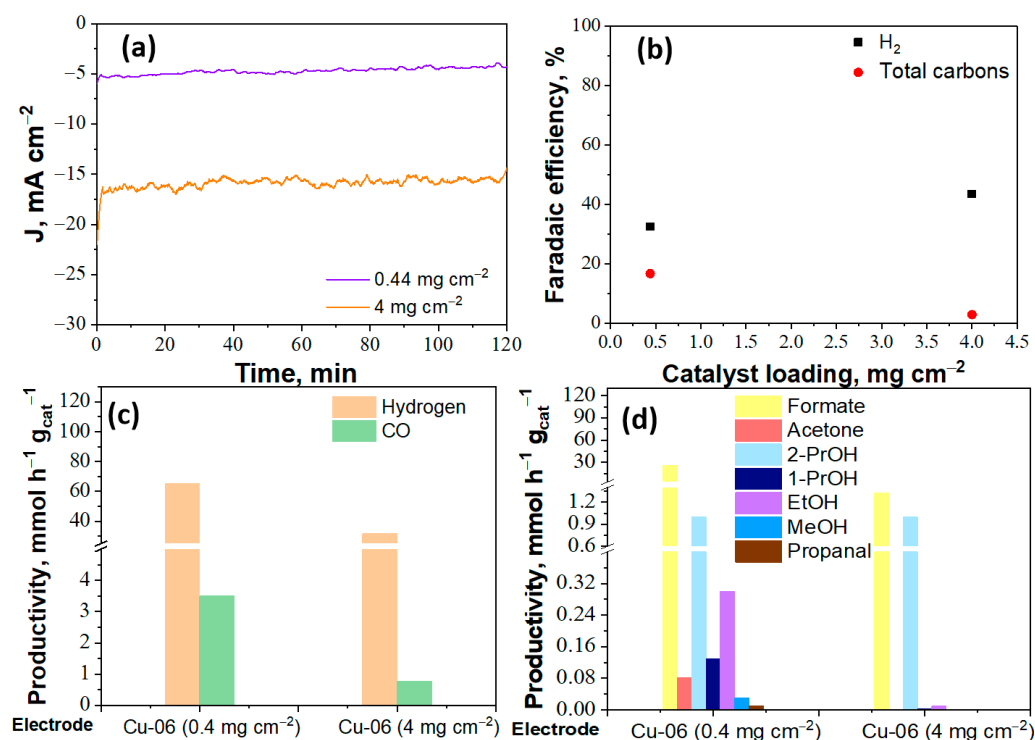 (a)
J, mA cm⁻²
0
−5
−10
−15
−20
−25
−30
0 20 40 60 80 100 120
Time, min
0.44 mg cm⁻²
4 mg cm⁻²
(b)
Faradaic efficiency, %
100
80
60
40
20
0
0.0 0.5 1.0 1.5 2.0 2.5 3.0 3.5 4.0 4.5
Catalyst loading, mg cm⁻²
H₂
Total carbons
(c)
Productivity, mmol h⁻¹ g_cat⁻¹
120
100
80
60
40
4
3
2
1
0
Hydrogen
CO
Electrode
Cu-06 (0.4 mg cm⁻²) Cu-06 (4 mg cm⁻²)
(d)
Productivity, mmol h⁻¹ g_cat⁻¹
120
90
60
30
1.2
0.9
0.6
0.32
0.24
0.16
0.08
0.00
Formate
Acetone
2-PrOH
1-PrOH
EtOH
MeOH
Propanal
Electrode
Cu-06 (0.4 mg cm⁻²) Cu-06 (4 mg cm⁻²)